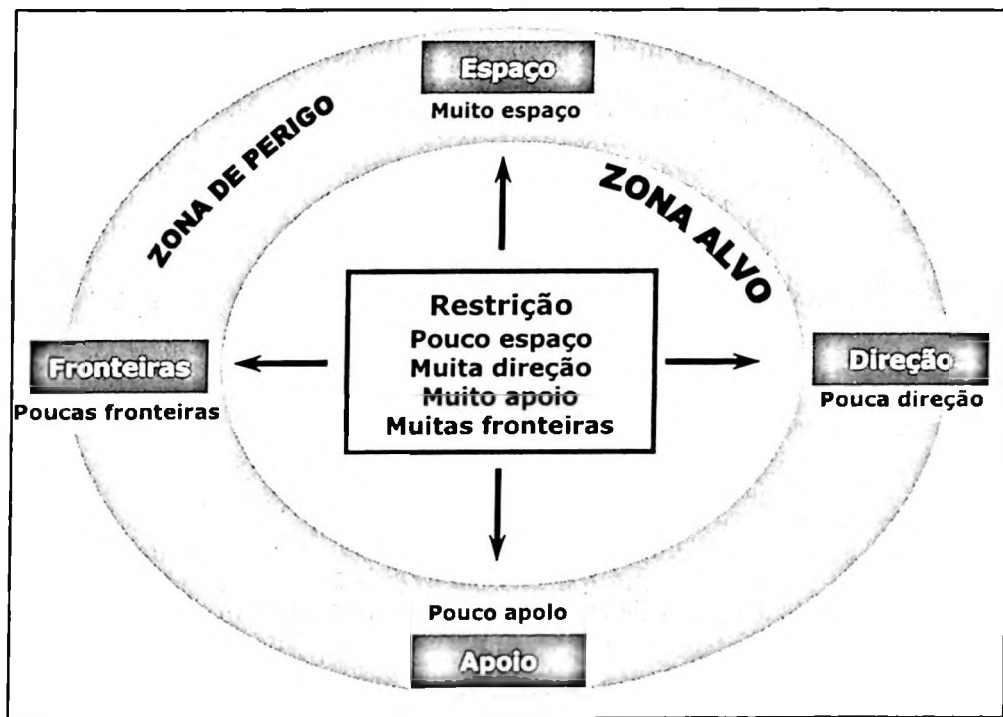 Espaço
Muito espaço
ZONA DE PERIGO
ZONA ALVO
Restrição
Pouco espaço
Muita direção
Muito apoio
Muitas fronteiras
Fronteiras
Poucas fronteiras
Direção
Pouca direção
Pouco apolo
Apoio